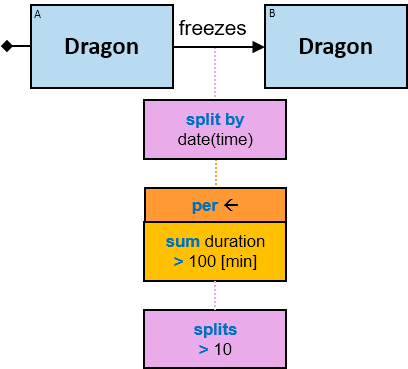 A
Dragon
freezes
B
Dragon
split by
date(time)
per ←
sum duration
> 100 [min]
splits
> 10